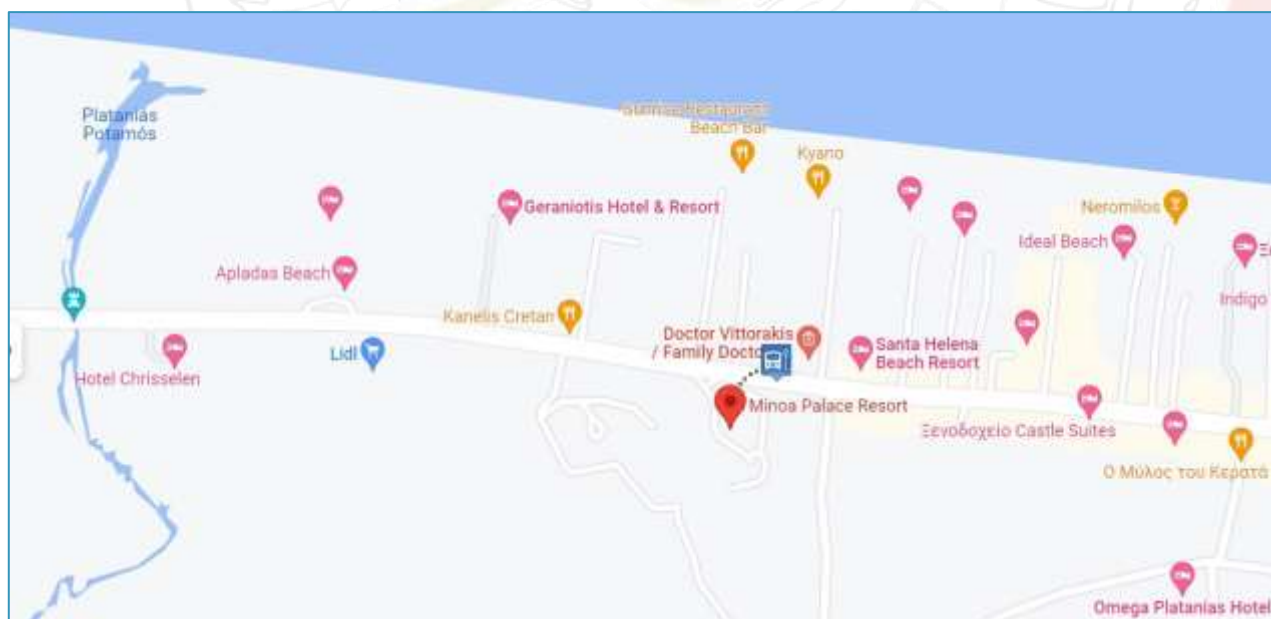 Platanias
Potamós
Beach Bar
Kyano
Geraniotis Hotel & Resort
Neromilos
Ideal Beach
Apladas Beach
Indigo
Kanelis Cretan
Doctor Vittorakis
/ Family
Lidl
Santa Helena
Beach Resort
Hotel Chrisselen
Minoa Palace Resort
Ξενοδοχείο Castle Suites
Ο Μύλος του Κερατά
Omega Platanias Hotel